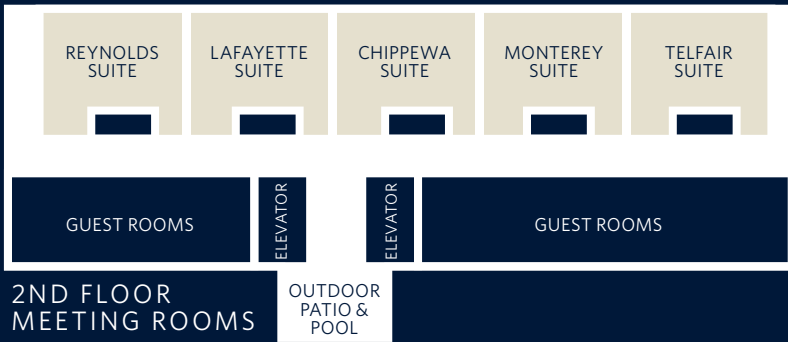 REYNOLDS
SUITE
LAFAYETTE
SUITE
CHIPPEWA
SUITE
MONTEREY
SUITE
TELFAIR
SUITE
GUEST ROOMS
ELEVATOR
ELEVATOR
GUEST ROOMS
2ND FLOOR
MEETING ROOMS
OUTDOOR
PATIO &
POOL